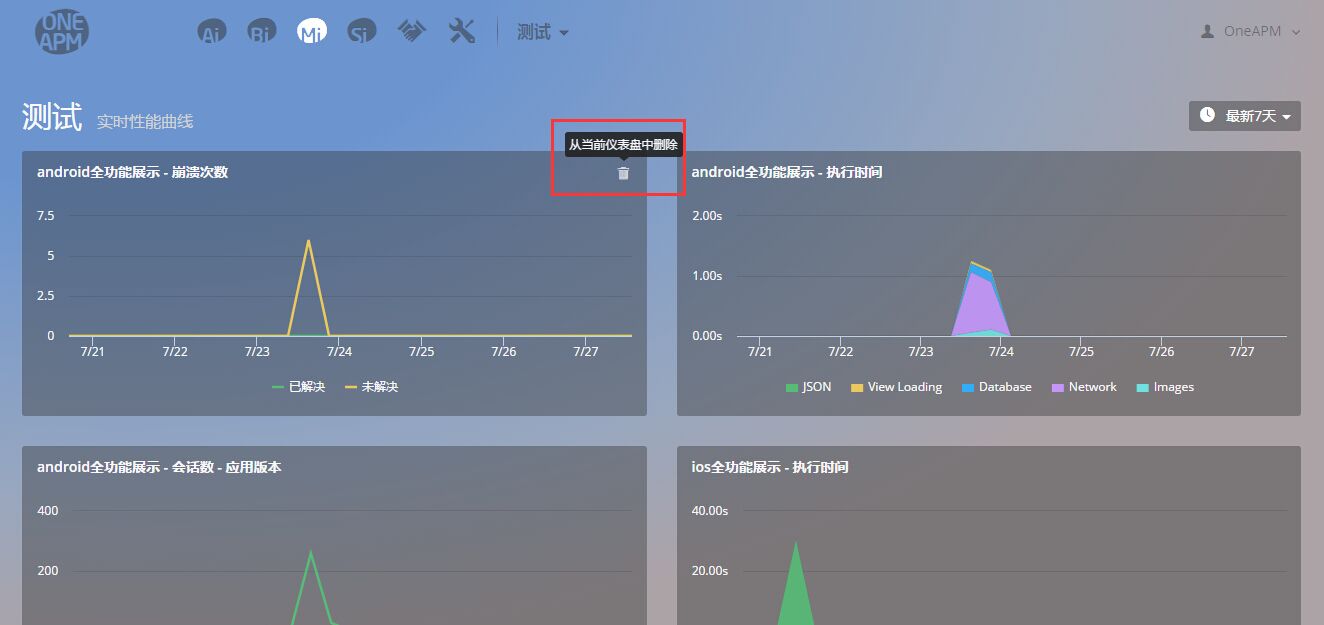 ONE
APM
Ai
Bi
Mi
Si
测试
OneAPM
测试 实时性能曲线
最新7天
从当前仪表盘中删除
android全功能展示 - 崩溃次数
7.5
5
2.5
0
7/21 7/22 7/23 7/24 7/25 7/26 7/27
已解决 未解决
android全功能展示 - 执行时间
2.00s
1.00s
0.00s
7/21 7/22 7/23 7/24 7/25 7/26 7/27
JSON View Loading Database Network Images
android全功能展示 - 会话数 - 应用版本
400
200
ios全功能展示 - 执行时间
40.00s
20.00s